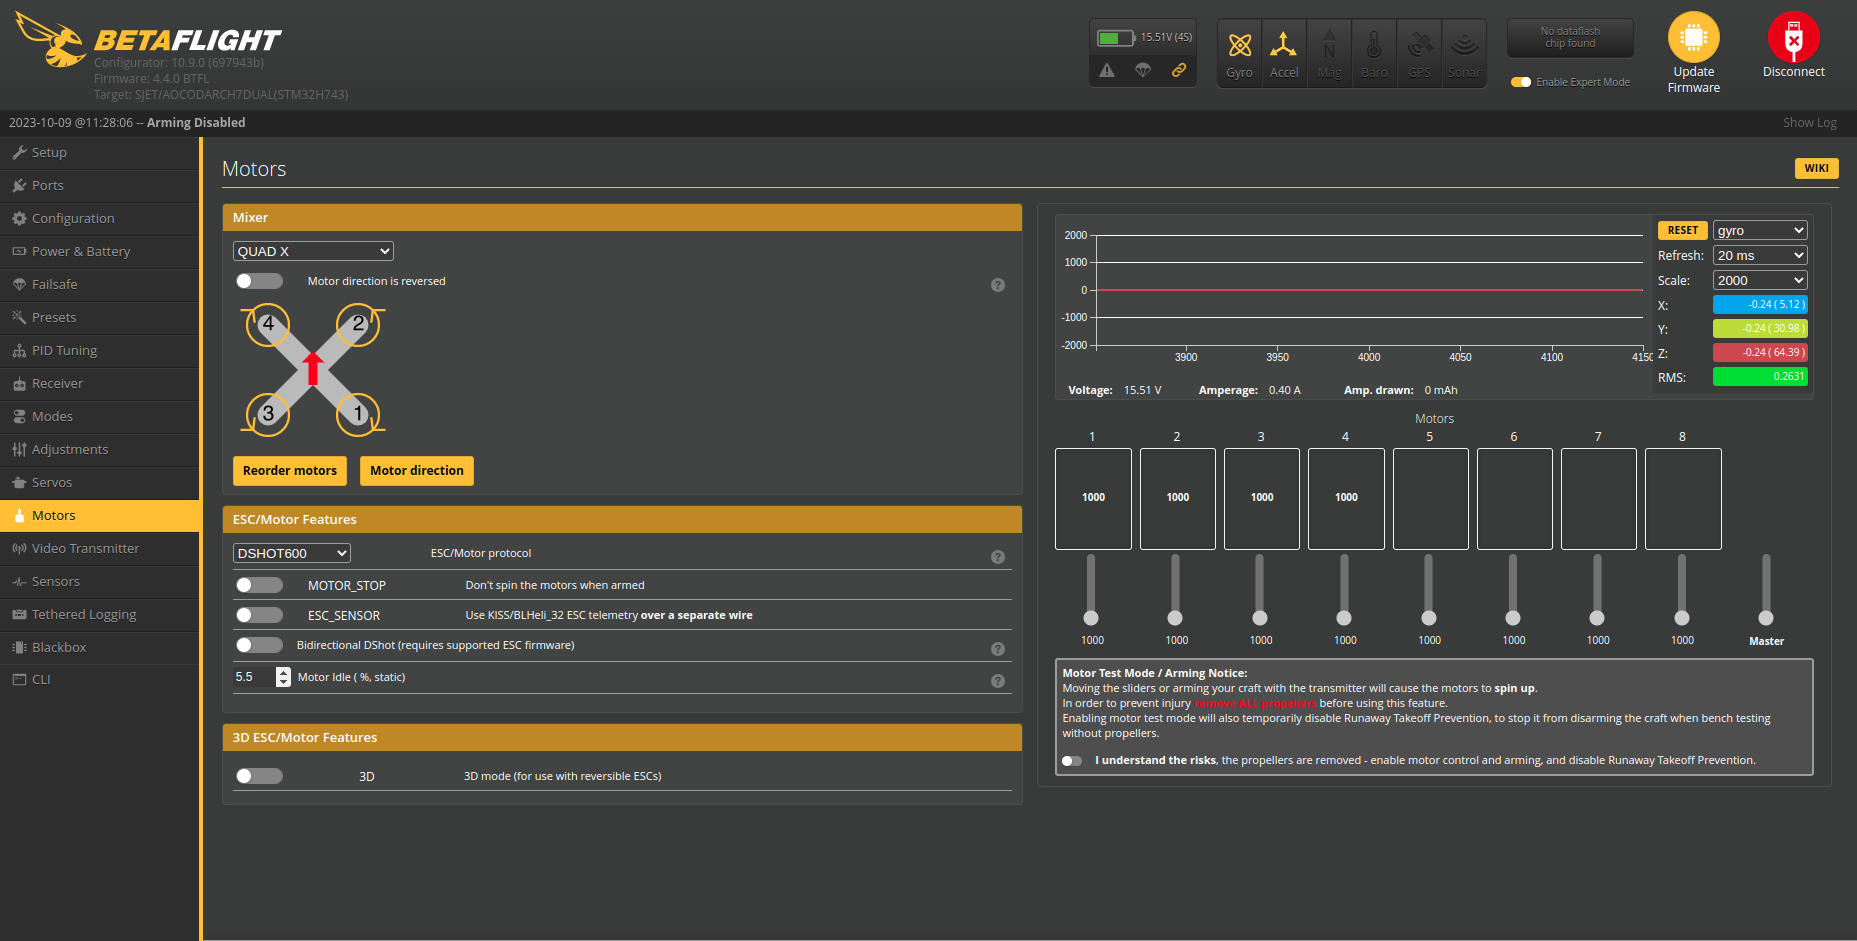 BETAFLIGHT
Configurator: 10.9.0 (697943b)
Firmware: 4.4.0 BTFL
Target: SJET/AOCODARCH7DUAL(STM32H743)
15.51V (4S)
Gyro
Accel
Mag
Baro
GPS
Sonar
No dataflash
chip found
Enable Expert Mode
Update
Firmware
Disconnect
2023-10-09 @11:28:06 -- Arming Disabled
Show Log
Setup
Ports
Configuration
Power & Battery
Failsafe
Presets
PID Tuning
Receiver
Modes
Adjustments
Servos
Motors
Video Transmitter
Sensors
Tethered Logging
Blackbox
CLI
Motors
WIKI
Mixer
QUAD X
Motor direction is reversed
?
4 2
3 1
Reorder motors
Motor direction
ESC/Motor Features
DSHOT600 ESC/Motor protocol ?
MOTOR_STOP Don't spin the motors when armed
ESC_SENSOR Use KISS/BLHeli_32 ESC telemetry over a separate wire
Bidirectional DShot (requires supported ESC firmware) ?
5.5 Motor Idle ( %, static) ?
3D ESC/Motor Features
3D 3D mode (for use with reversible ESCs)
2000
1000
0
-1000
-2000
3900 3950 4000 4050 4100 4150
RESET gyro
Refresh: 20 ms
Scale: 2000
X: -0.24 ( 5.12 )
Y: -0.24 ( 30.98 )
Z: -0.24 ( 64.39 )
RMS: 0.2631
Voltage: 15.51 V Amperage: 0.40 A Amp. drawn: 0 mAh
Motors
1 2 3 4 5 6 7 8
1000 1000 1000 1000
1000 1000 1000 1000 1000 1000 1000 1000 Master
Motor Test Mode / Arming Notice:
Moving the sliders or arming your craft with the transmitter will cause the motors to spin up.
In order to prevent injury remove ALL propellers before using this feature.
Enabling motor test mode will also temporarily disable Runaway Takeoff Prevention, to stop it from disarming the craft when bench testing
without propellers.
I understand the risks, the propellers are removed - enable motor control and arming, and disable Runaway Takeoff Prevention.